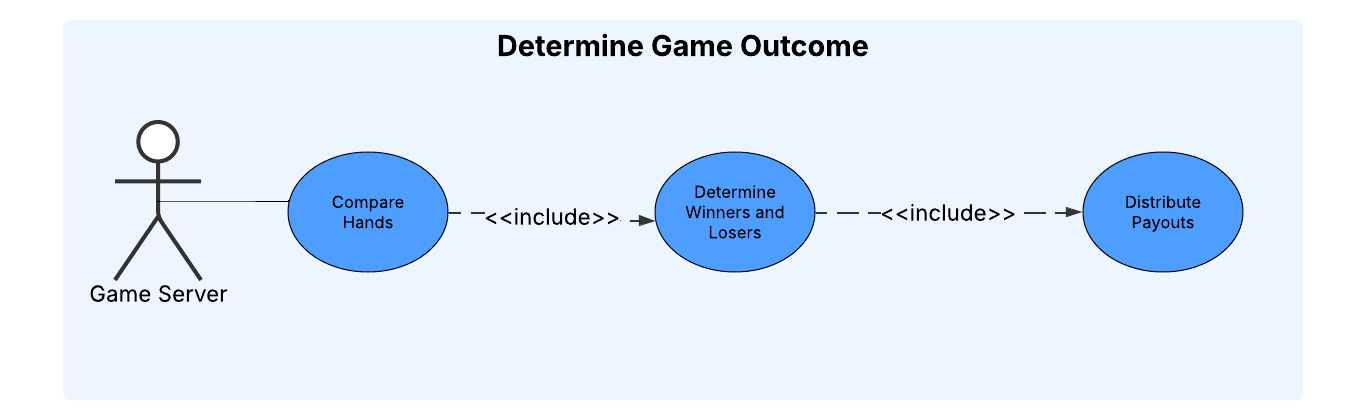 Determine Game Outcome
Compare
Hands
<<include>>
Determine
Winners and
Losers
<<include>>
Distribute
Payouts
Game Server